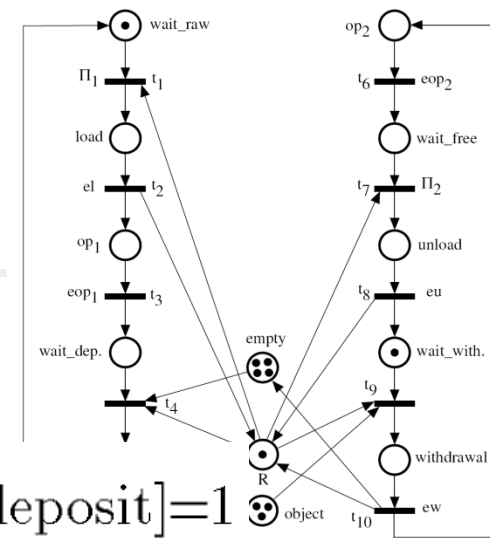 wait_raw
op₂
Π₁
t₁
t₆
eop₂
load
wait_free
el
t₂
t₇
Π₂
op₁
unload
eop₁
t₃
t₈
eu
empty
wait_dep.
wait_with.
t₉
t₄
R
withdrawal
deposit]=1
object
t₁₀
ew